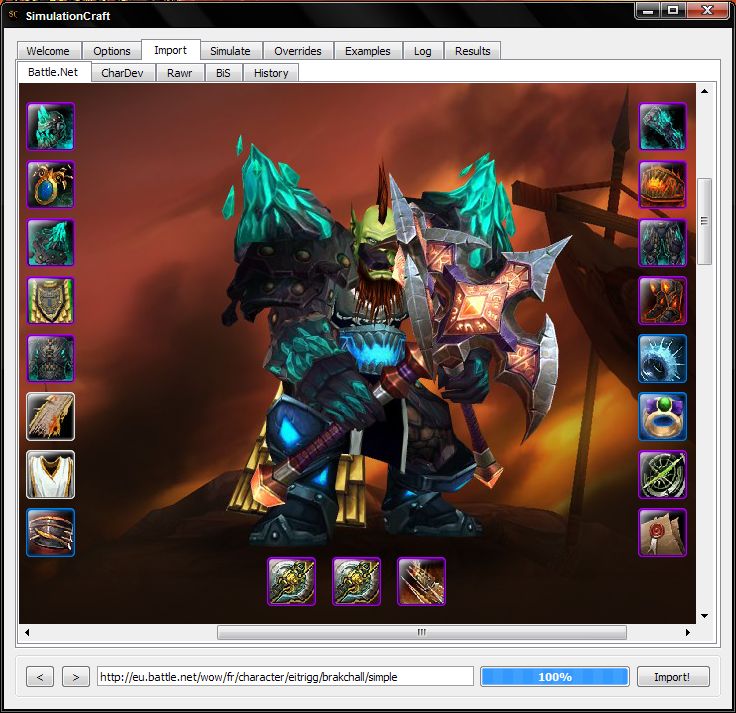 SimulationCraft
Welcome Options Import Simulate Overrides Examples Log Results
Battle.Net CharDev Rawr BiS History
< > http://eu.battle.net/wow/fr/character/eitrigg/brakchall/simple 100% Import!